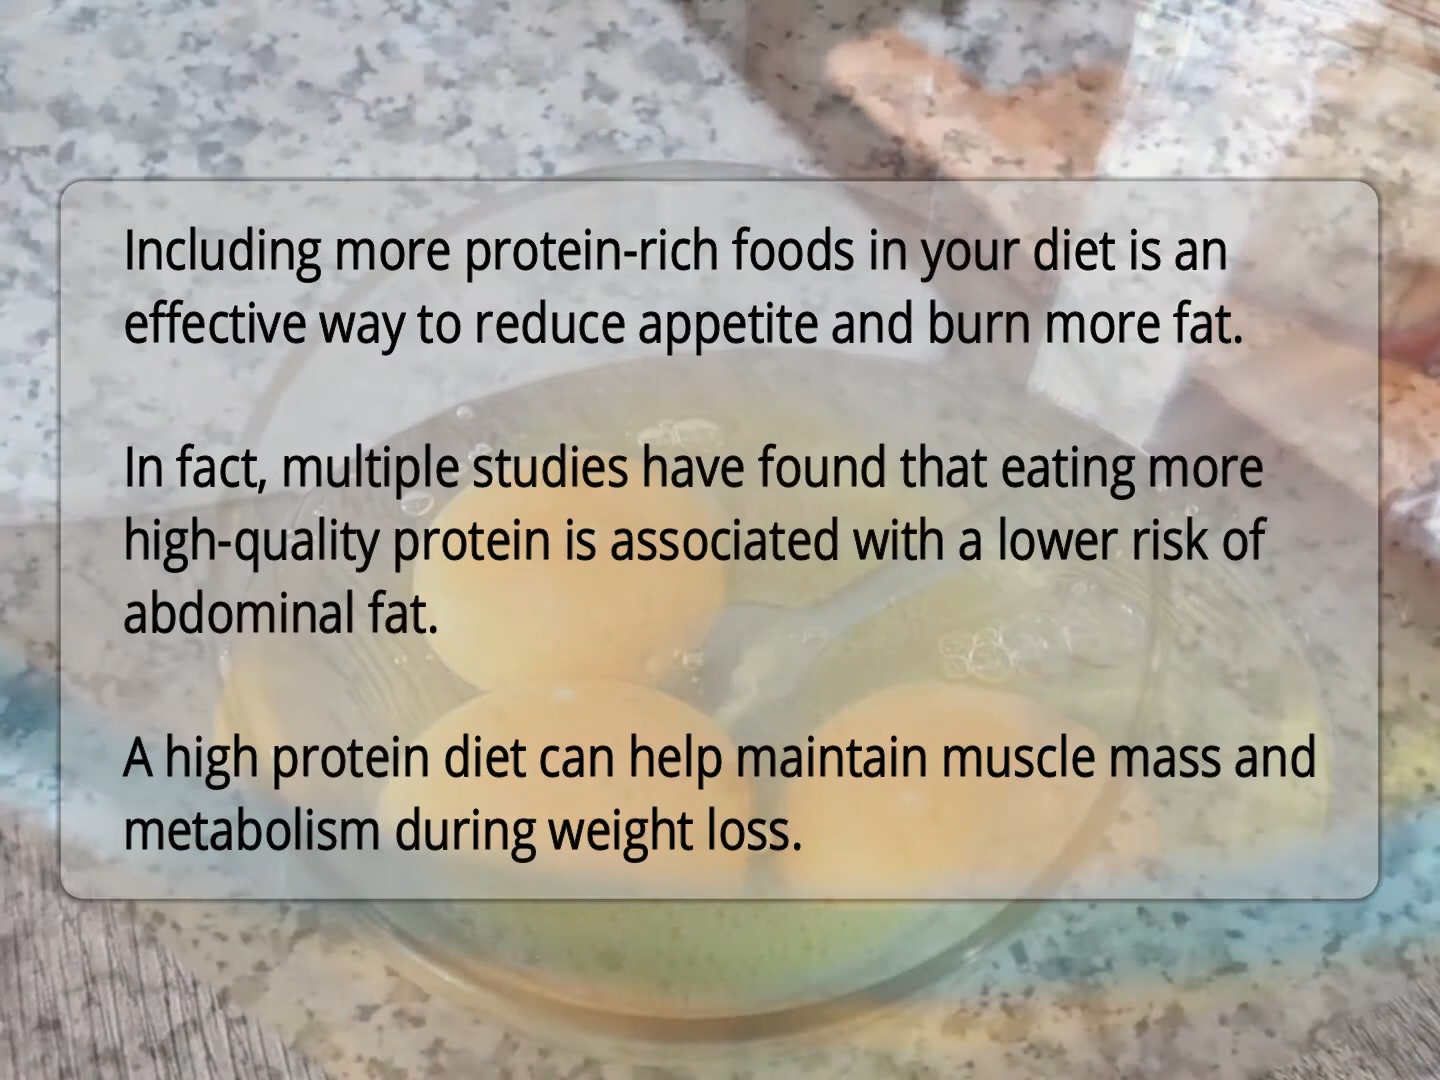 Including more protein-rich foods in your diet is an
effective way to reduce appetite and burn more fat.
In fact, multiple studies have found that eating more
high-quality protein is associated with a lower risk of
abdominal fat.
A high protein diet can help maintain muscle mass and
metabolism during weight loss.